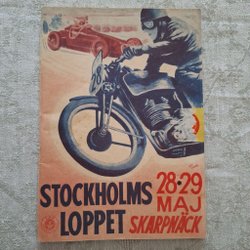 28·29
MAJ
STOCKHOLMS
LOPPET
SKARPNÄCK